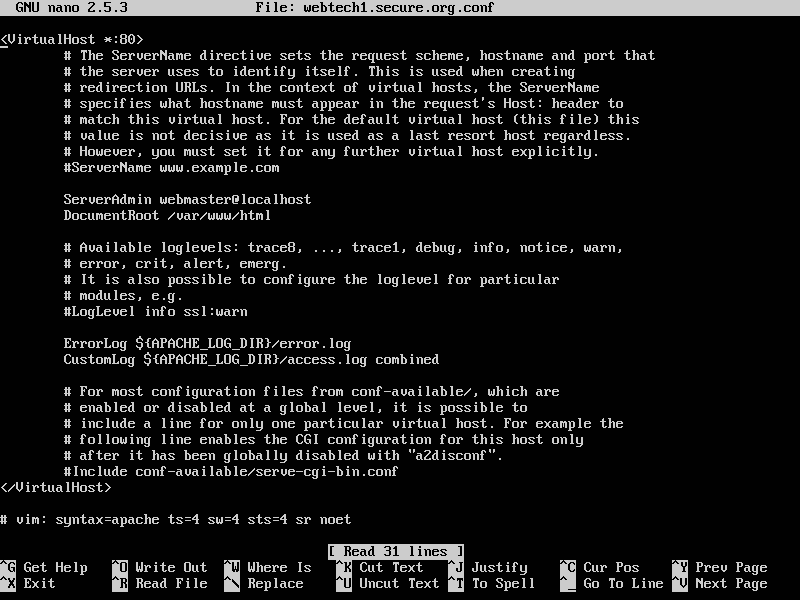 GNU nano 2.5.3 File: webtech1.secure.org.conf
<VirtualHost *:80>
# The ServerName directive sets the request scheme, hostname and port that
# the server uses to identify itself. This is used when creating
# redirection URLs. In the context of virtual hosts, the ServerName
# specifies what hostname must appear in the request's Host: header to
# match this virtual host. For the default virtual host (this file) this
# value is not decisive as it is used as a last resort host regardless.
# However, you must set it for any further virtual host explicitly.
#ServerName www.example.com
ServerAdmin webmaster@localhost
DocumentRoot /var/www/html
# Available loglevels: trace8, ..., trace1, debug, info, notice, warn,
# error, crit, alert, emerg.
# It is also possible to configure the loglevel for particular
# modules, e.g.
#LogLevel info ssl:warn
ErrorLog ${APACHE_LOG_DIR}/error.log
CustomLog ${APACHE_LOG_DIR}/access.log combined
# For most configuration files from conf-available/, which are
# enabled or disabled at a global level, it is possible to
# include a line for only one particular virtual host. For example the
# following line enables the CGI configuration for this host only
# after it has been globally disabled with "a2disconf".
#Include conf-available/serve-cgi-bin.conf
</VirtualHost>
# vim: syntax=apache ts=4 sw=4 sts=4 sr noet
[ Read 31 lines ]
^G Get Help ^O Write Out ^W Where Is ^K Cut Text ^J Justify ^C Cur Pos ^Y Prev Page
^X Exit ^R Read File ^\ Replace ^U Uncut Text ^T To Spell ^_ Go To Line ^V Next Page